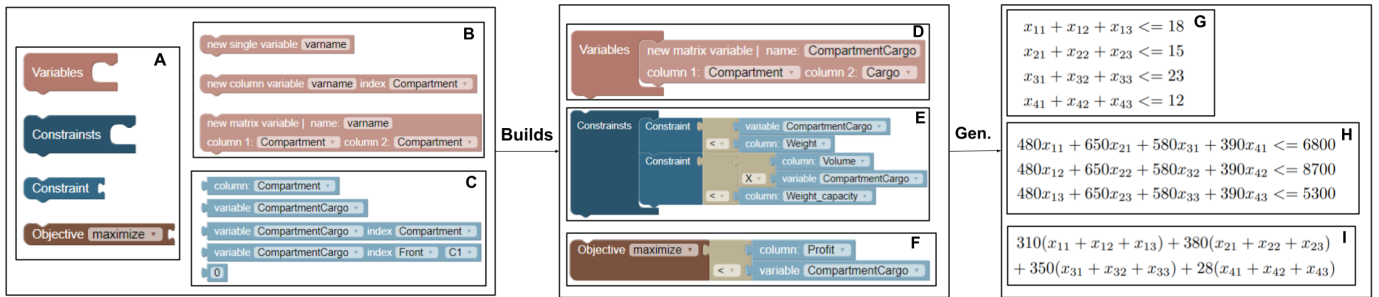 A
Variables
Constrainsts
Constraint
Objective maximize
B
new single variable varname
new column variable varname index Compartment
new matrix variable | name: varname
column 1: Compartment column 2: Compartment
C
column: Compartment
variable CompartmentCargo
variable CompartmentCargo index Compartment
variable CompartmentCargo index Front C1
0
Builds
D
Variables
new matrix variable | name: CompartmentCargo
column 1: Compartment column 2: Cargo
E
Constrainsts
Constraint
variable CompartmentCargo
<
column: Weight
Constraint
column: Volume
X
variable CompartmentCargo
<
column: Weight_capacity
F
Objective maximize
column: Profit
<
variable CompartmentCargo
Gen.
G
x₁₁ + x₁₂ + x₁₃ <= 18
x₂₁ + x₂₂ + x₂₃ <= 15
x₃₁ + x₃₂ + x₃₃ <= 23
x₄₁ + x₄₂ + x₄₃ <= 12
H
480x₁₁ + 650x₂₁ + 580x₃₁ + 390x₄₁ <= 6800
480x₁₂ + 650x₂₂ + 580x₃₂ + 390x₄₂ <= 8700
480x₁₃ + 650x₂₃ + 580x₃₃ + 390x₄₃ <= 5300
I
310(x₁₁ + x₁₂ + x₁₃) + 380(x₂₁ + x₂₂ + x₂₃)
+ 350(x₃₁ + x₃₂ + x₃₃) + 28(x₄₁ + x₄₂ + x₄₃)